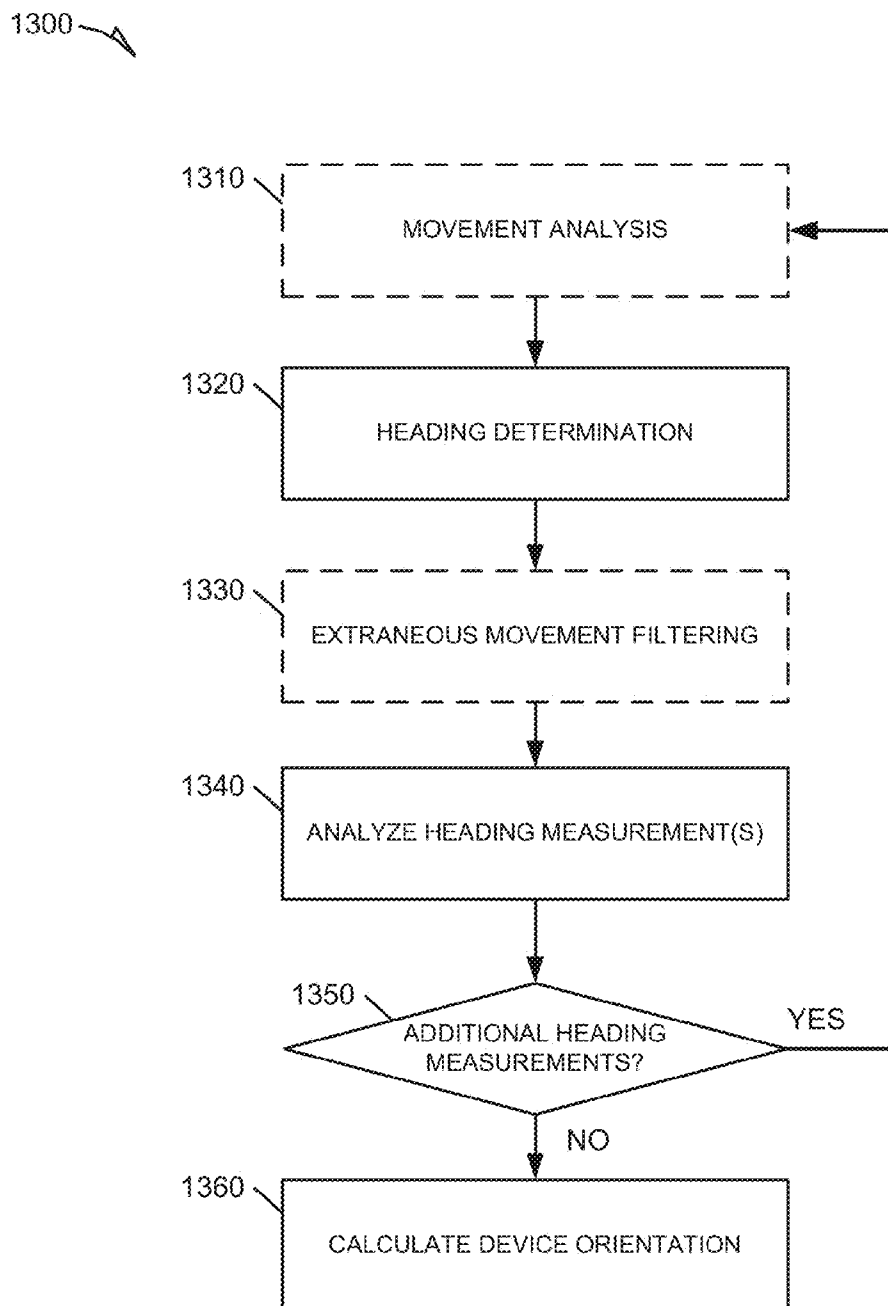 1300
1310
MOVEMENT ANALYSIS
1320
HEADING DETERMINATION
1330
EXTRANEOUS MOVEMENT FILTERING
1340
ANALYZE HEADING MEASUREMENT(S)
1350
ADDITIONAL HEADING
MEASUREMENTS?
YES
NO
1360
CALCULATE DEVICE ORIENTATION